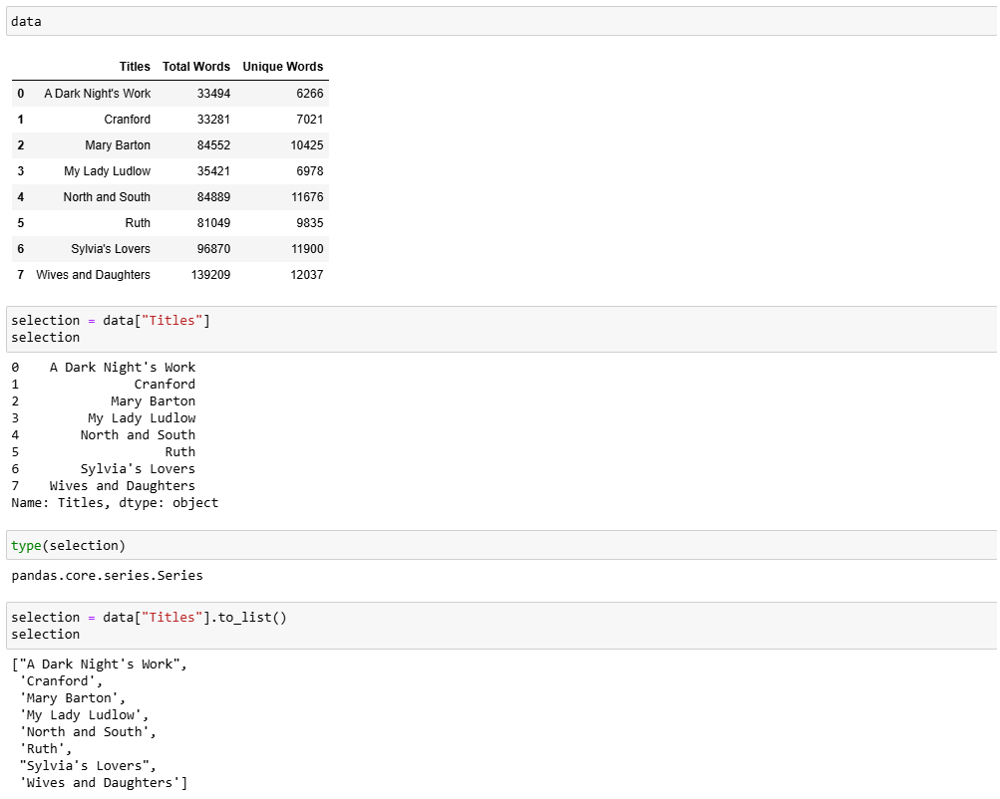 data
Titles Total Words Unique Words
0 A Dark Night's Work 33494 6266
1 Cranford 33281 7021
2 Mary Barton 84552 10425
3 My Lady Ludlow 35421 6978
4 North and South 84889 11676
5 Ruth 81049 9835
6 Sylvia's Lovers 96870 11900
7 Wives and Daughters 139209 12037
selection = data["Titles"]
selection
0 A Dark Night's Work
1 Cranford
2 Mary Barton
3 My Lady Ludlow
4 North and South
5 Ruth
6 Sylvia's Lovers
7 Wives and Daughters
Name: Titles, dtype: object
type(selection)
pandas.core.series.Series
selection = data["Titles"].to_list()
selection
["A Dark Night's Work",
'Cranford',
'Mary Barton',
'My Lady Ludlow',
'North and South',
'Ruth',
"Sylvia's Lovers",
'Wives and Daughters']